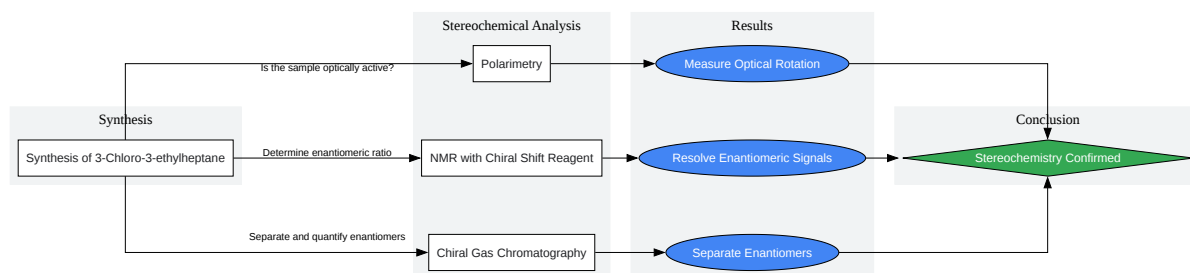 Stereochemical Analysis
Results
Is the sample optically active?
Polarimetry
Measure Optical Rotation
Synthesis
Conclusion
Synthesis of 3-Chloro-3-ethylheptane
Determine enantiomeric ratio
NMR with Chiral Shift Reagent
Resolve Enantiomeric Signals
Stereochemistry Confirmed
Separate and quantify enantiomers
Chiral Gas Chromatography
Separate Enantiomers